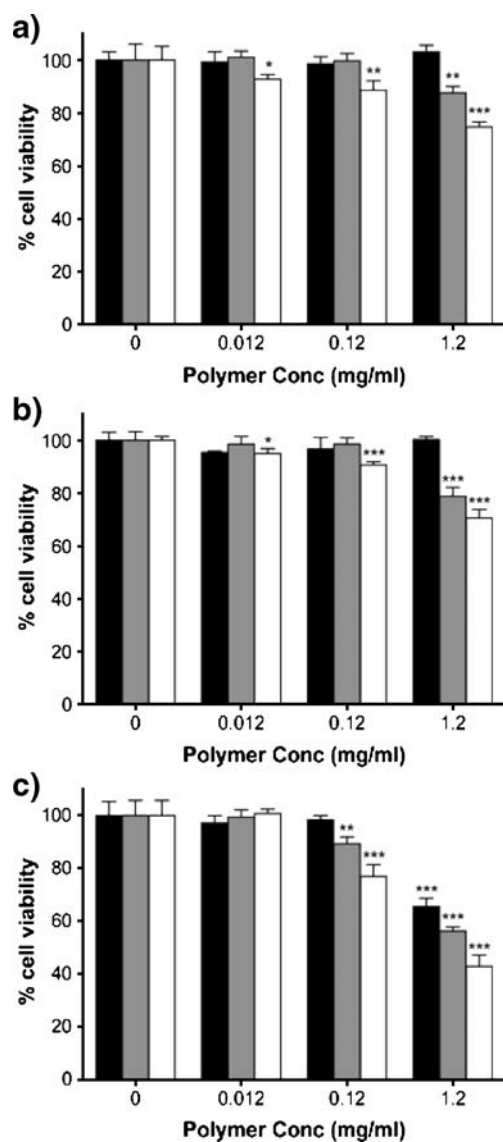 a)
% cell viability
100
80
60
40
20
0
* ** ** ***
0 0.012 0.12 1.2
Polymer Conc (mg/ml)
b)
% cell viability
100
80
60
40
20
0
* *** *** ***
0 0.012 0.12 1.2
Polymer Conc (mg/ml)
c)
% cell viability
100
80
60
40
20
0
** *** *** *** ***
0 0.012 0.12 1.2
Polymer Conc (mg/ml)